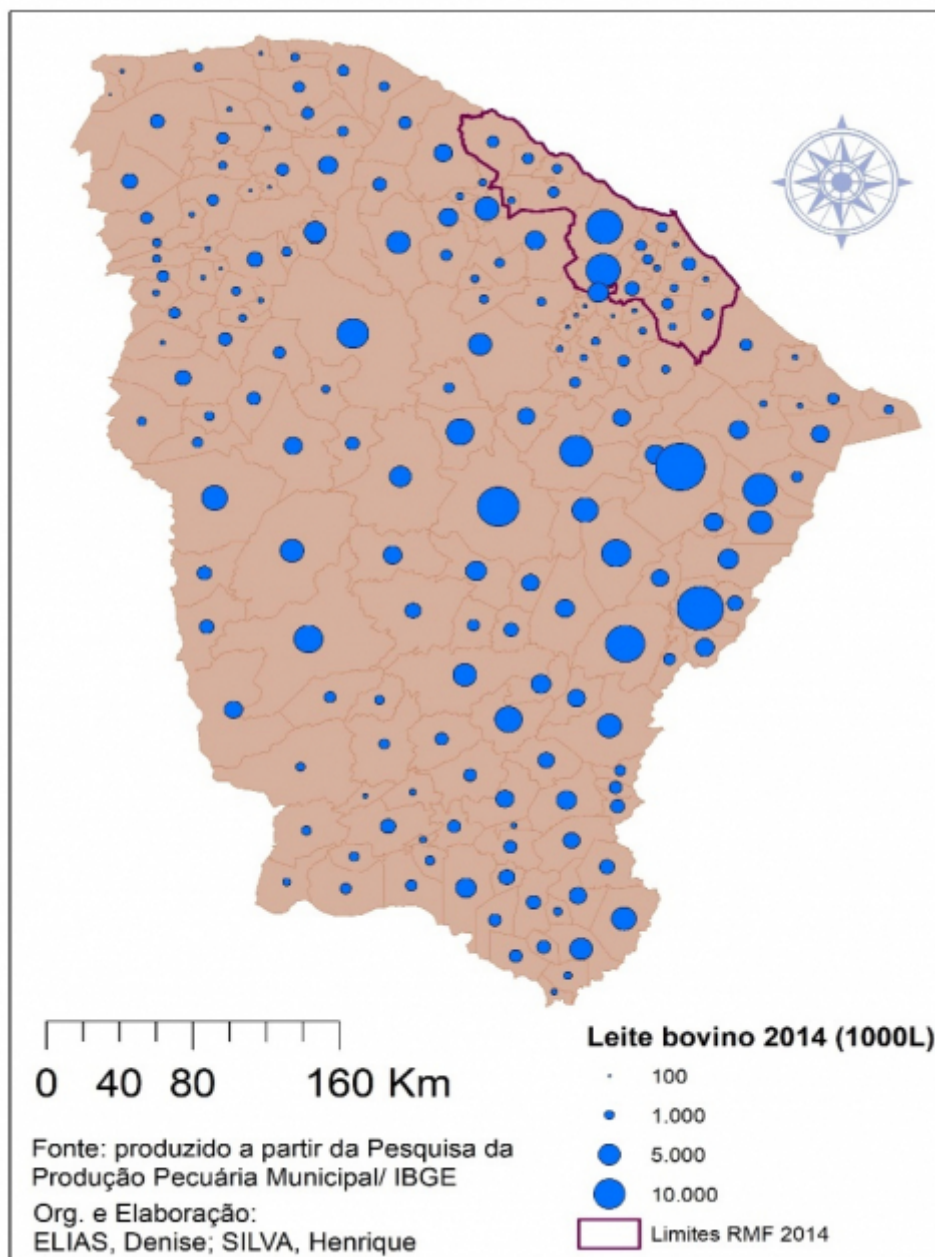 0 40 80 160 Km
Fonte: produzido a partir da Pesquisa da
Produção Pecuária Municipal/ IBGE
Org. e Elaboração:
ELIAS, Denise; SILVA, Henrique
Leite bovino 2014 (1000L)
100
1.000
5.000
10.000
Limites RMF 2014